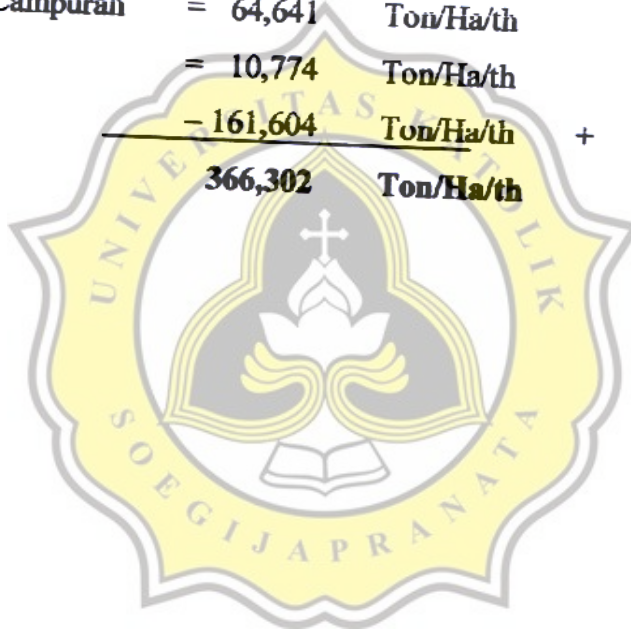 Campuran = 64,641 Ton/Ha/th
= 10,774 Ton/Ha/th
– 161,604 Ton/Ha/th +
366,302 Ton/Ha/th
UNIVERSITAS KATOLIK
SOEGIJAPRANATA